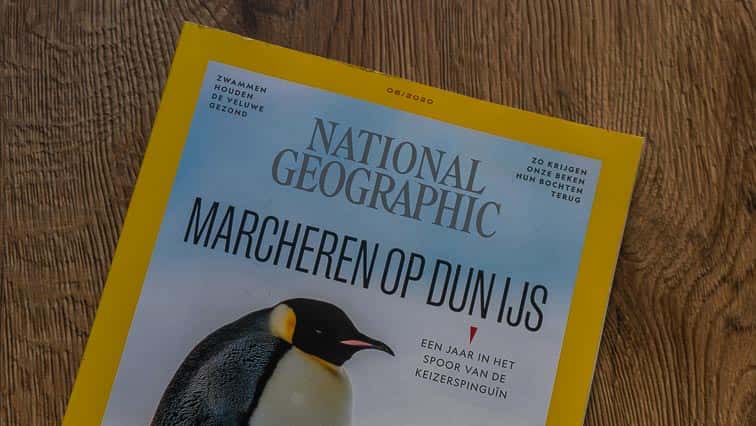 06/2020
ZWAMMEN
HOUDEN
DE VELUWE
GEZOND
NATIONAL
GEOGRAPHIC
ZO KRIJGEN
ONZE BEKEN
HUN BOCHTEN
TERUG
MARCHEREN OP DUN IJS
EEN JAAR IN HET
SPOOR VAN DE
KEIZERSPINGUÏN